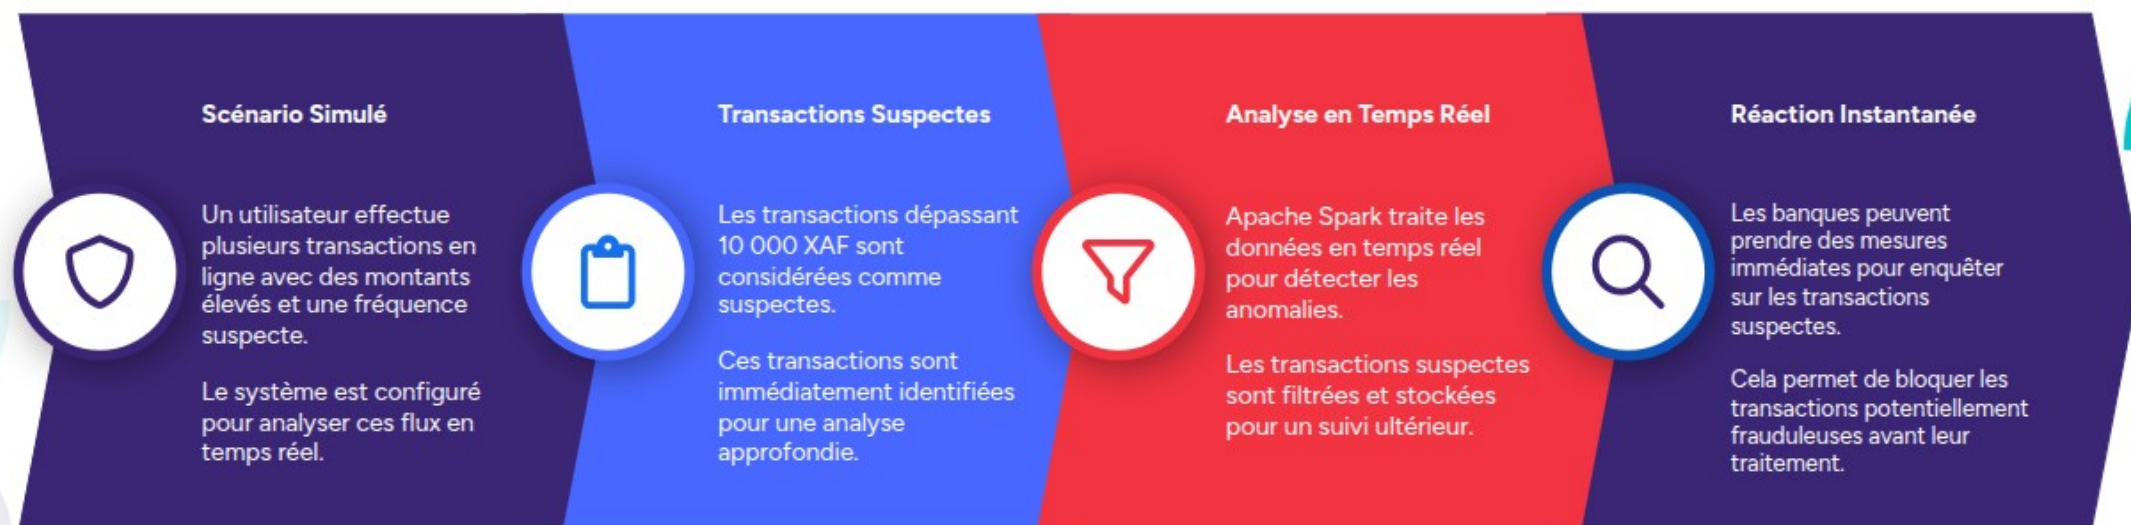 Scénario Simulé
Un utilisateur effectue
plusieurs transactions en
ligne avec des montants
élevés et une fréquence
suspecte.
Le système est configuré
pour analyser ces flux en
temps réel.
Transactions Suspectes
Les transactions dépassant
10 000 XAF sont
considérées comme
suspectes.
Ces transactions sont
immédiatement identifiées
pour une analyse
approfondie.
Analyse en Temps Réel
Apache Spark traite les
données en temps réel
pour détecter les
anomalies.
Les transactions suspectes
sont filtrées et stockées
pour un suivi ultérieur.
Réaction Instantanée
Les banques peuvent
prendre des mesures
immédiates pour enquêter
sur les transactions
suspectes.
Cela permet de bloquer les
transactions potentiellement
frauduleuses avant leur
traitement.